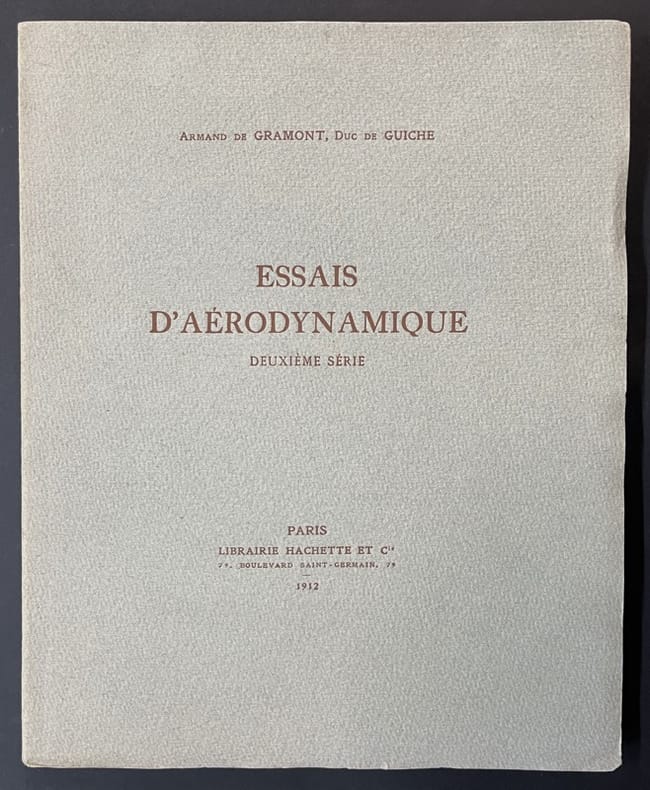 Armand de GRAMONT, Duc de GUICHE
ESSAIS
D'AÉRODYNAMIQUE
DEUXIÈME SÉRIE
PARIS
LIBRAIRIE HACHETTE ET Cie
79, BOULEVARD SAINT-GERMAIN, 79
1912